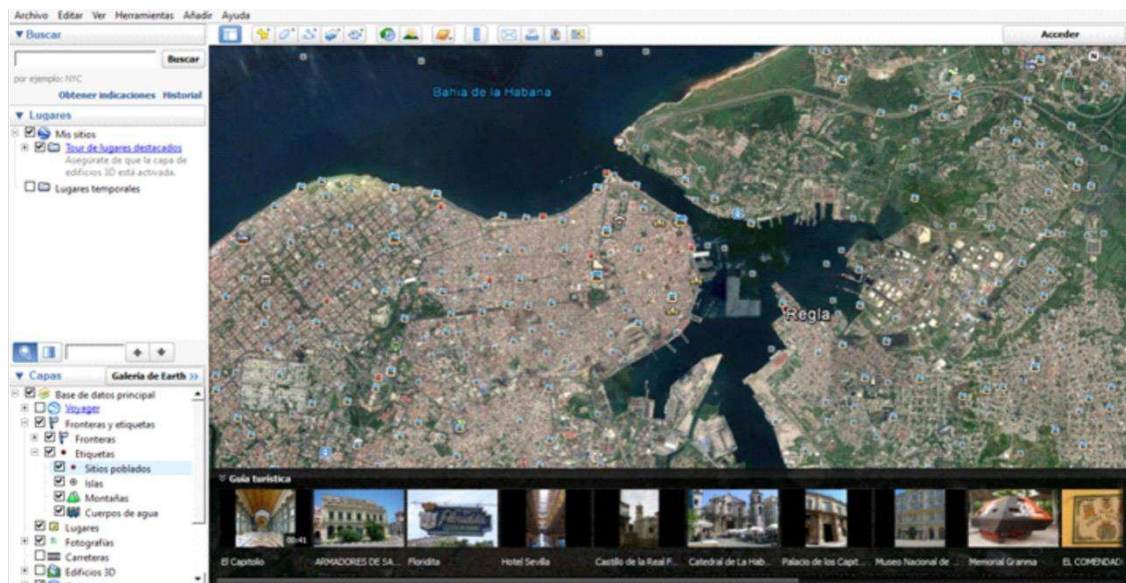 Archivo Editar Ver Herramientas Añadir Ayuda
Buscar
Buscar
por ejemplo: NYC
Obtener indicaciones Historial
Lugares
Mis sitios
Tour de lugares destacados
Asegúrate de que la capa de
edificios 3D está activada.
Lugares temporales
Capas Galería de Earth >>
Base de datos principal
Voyager
Fronteras y etiquetas
Fronteras
Etiquetas
Sitios poblados
Islas
Montañas
Cuerpos de agua
Lugares
Fotografías
Carreteras
Edificios 3D
Acceder
N
Bahia de la Habana
Regla
Guía turística
00:41
Floridita
El Capitolio ARMADORES DE SA... Floridita Hotel Sevilla Castillo de la Real F... Catedral de La Hab... Palacio de los Capit... Museo Nacional de ... Memorial Granma EL COMENDAD